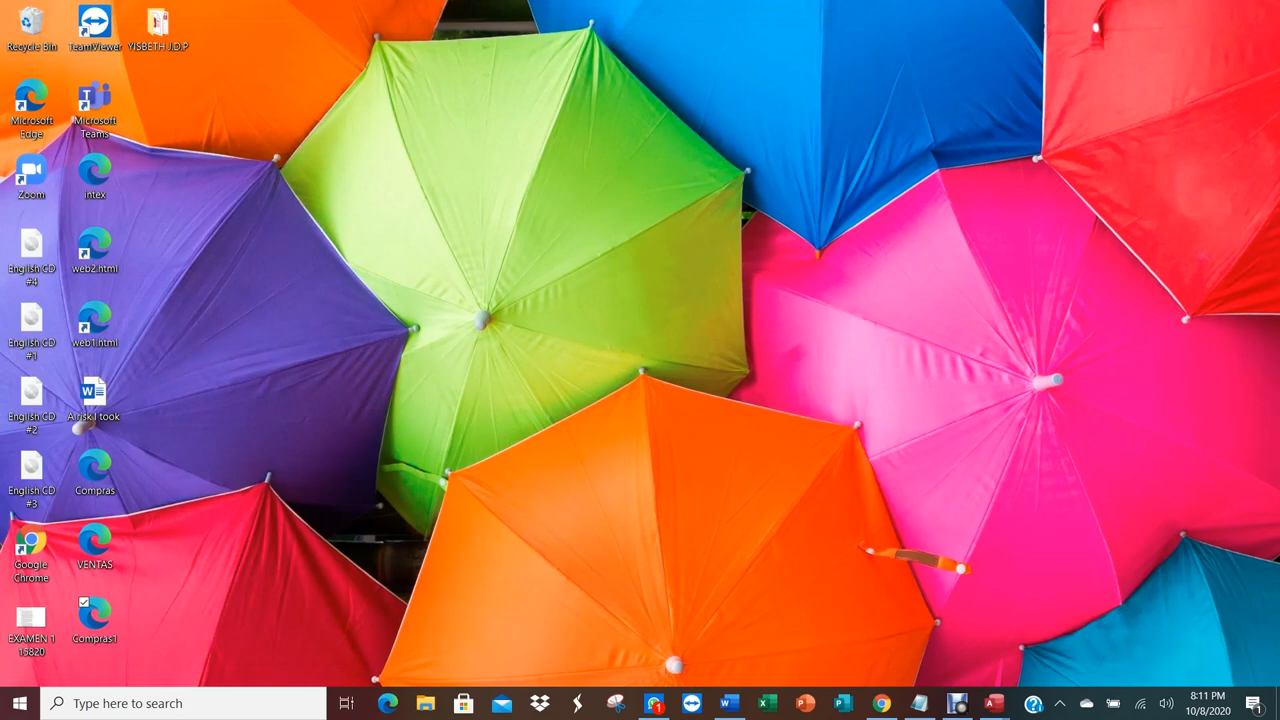 Recycle Bin
TeamViewer
YISBETH J.D.P
Microsoft
Edge
Microsoft
Teams
Zoom
intex
English CD
#4
web2.html
English CD
#1
web1.html
English CD
#2
A risk I took
English CD
#3
Compras
Google
Chrome
VENTAS
EXAMEN 1
15820
Compras1
Type here to search
8:11 PM
10/8/2020